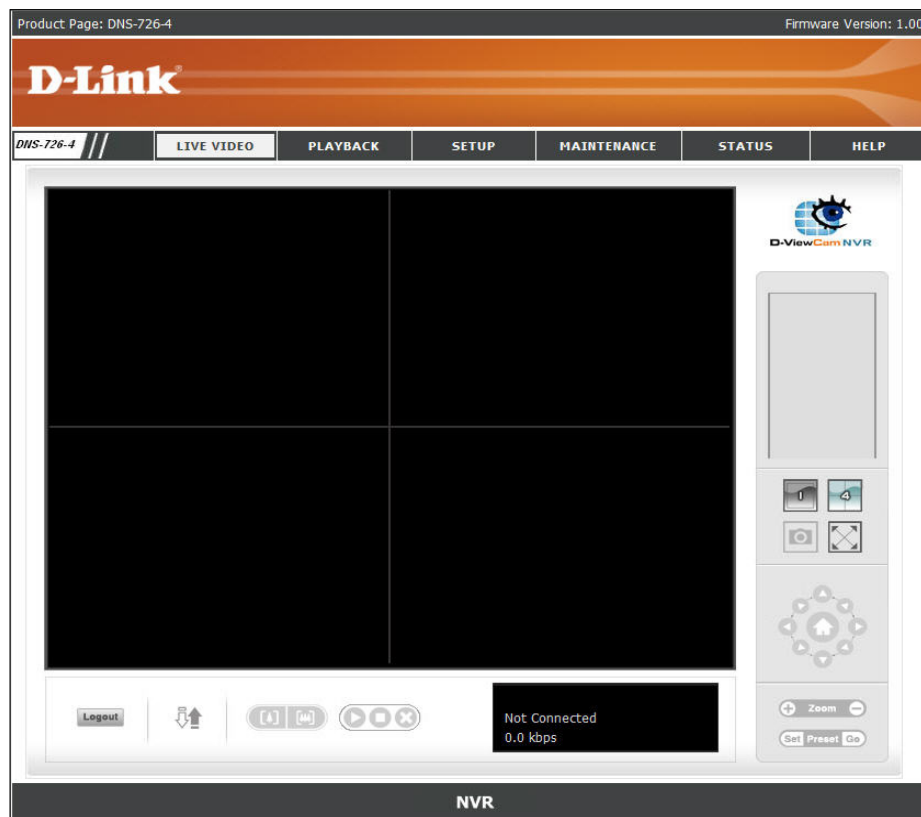 Product Page: DNS-726-4
Firmware Version: 1.00
D-Link®
DNS-726-4
LIVE VIDEO
PLAYBACK
SETUP
MAINTENANCE
STATUS
HELP
D-ViewCam NVR
1
4
Logout
Not Connected
0.0 kbps
Zoom
Set Preset Go
NVR